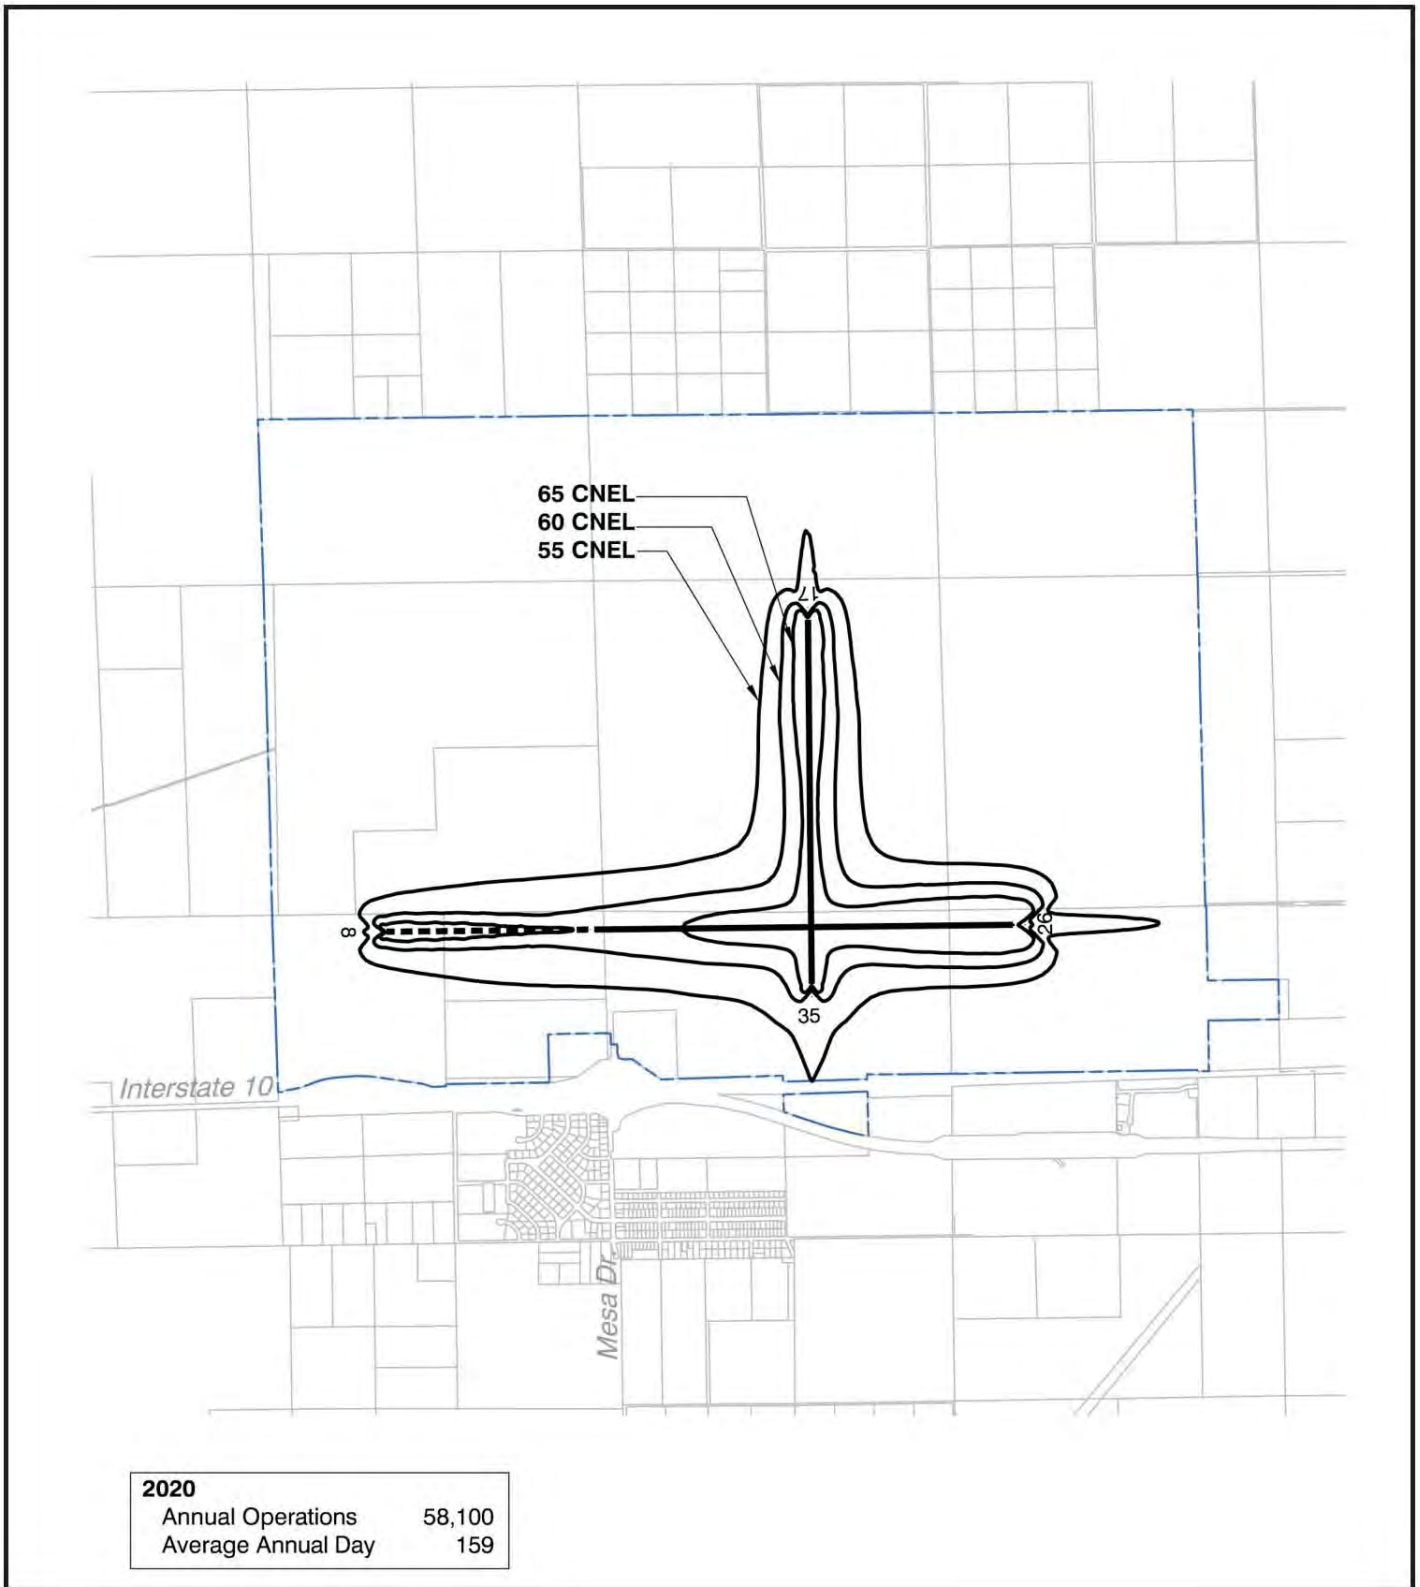 65 CNEL
60 CNEL
55 CNEL
17
8
26
35
Interstate 10
Mesa Dr.
2020
Annual Operations 58,100
Average Annual Day 159